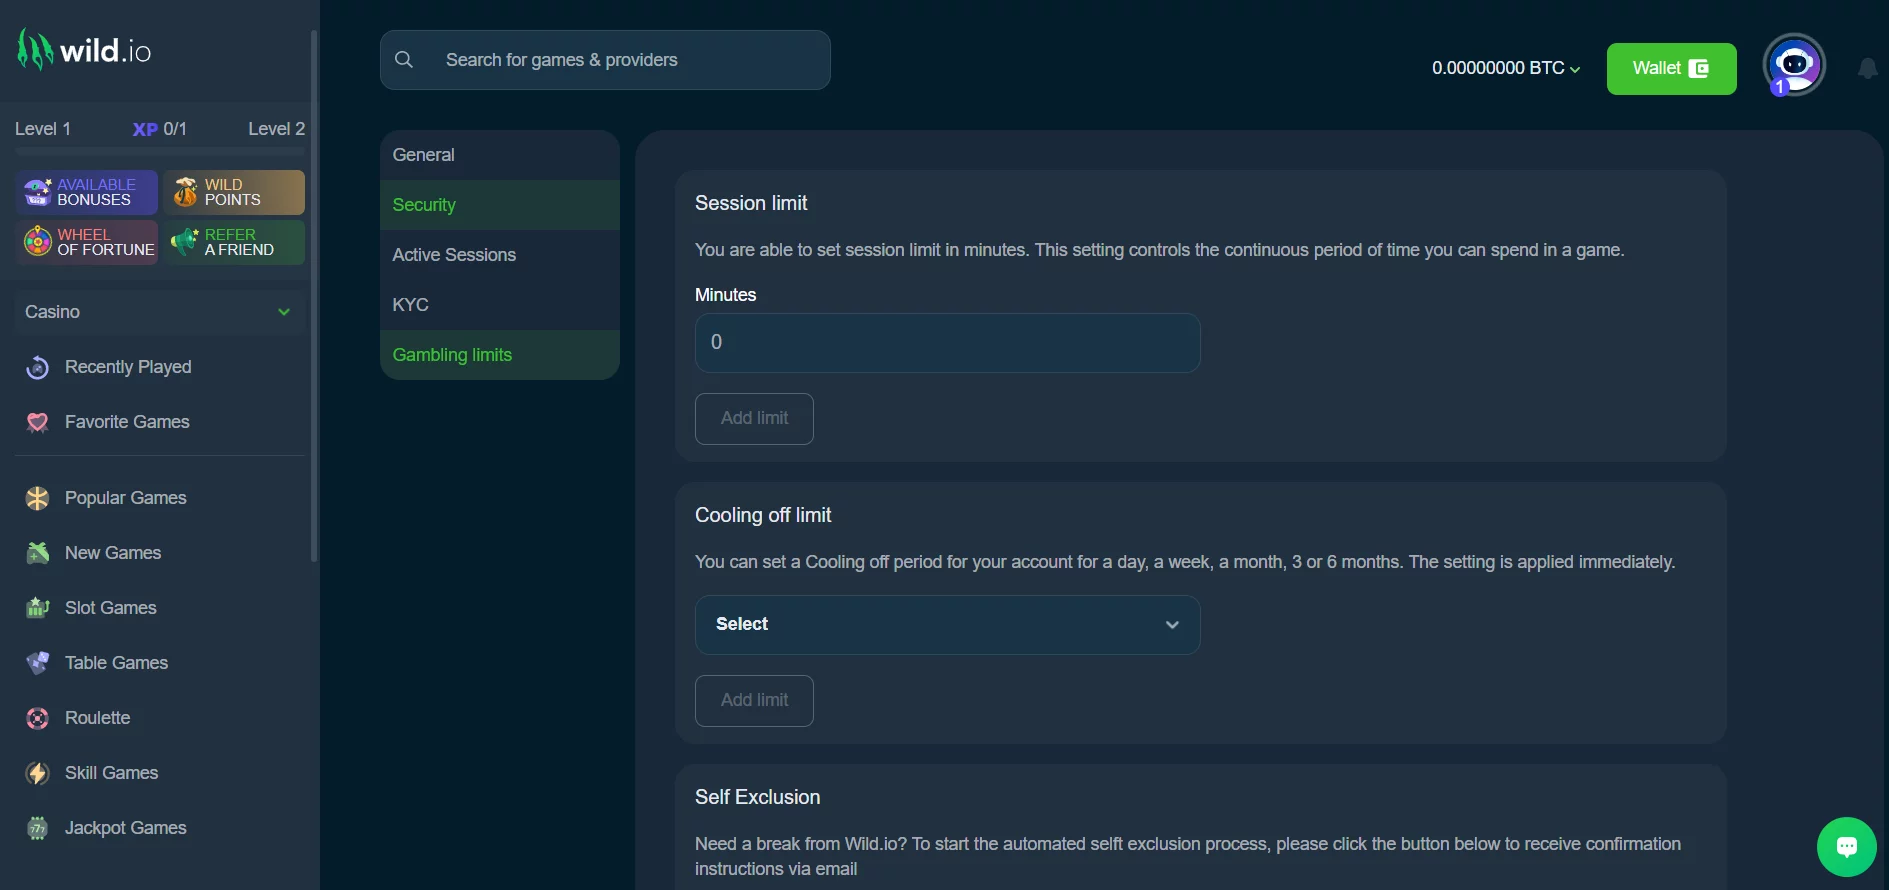 wild.io
Search for games & providers
0.00000000 BTC
Wallet
1
Level 1
XP 0/1
Level 2
AVAILABLE
BONUSES
WILD
POINTS
WHEEL
OF FORTUNE
REFER
A FRIEND
Casino
Recently Played
Favorite Games
Popular Games
New Games
Slot Games
Table Games
Roulette
Skill Games
777
Jackpot Games
General
Security
Active Sessions
KYC
Gambling limits
Session limit
You are able to set session limit in minutes. This setting controls the continuous period of time you can spend in a game.
Minutes
0
Add limit
Cooling off limit
You can set a Cooling off period for your account for a day, a week, a month, 3 or 6 months. The setting is applied immediately.
Select
Add limit
Self Exclusion
Need a break from Wild.io? To start the automated selft exclusion process, please click the button below to receive confirmation
instructions via email